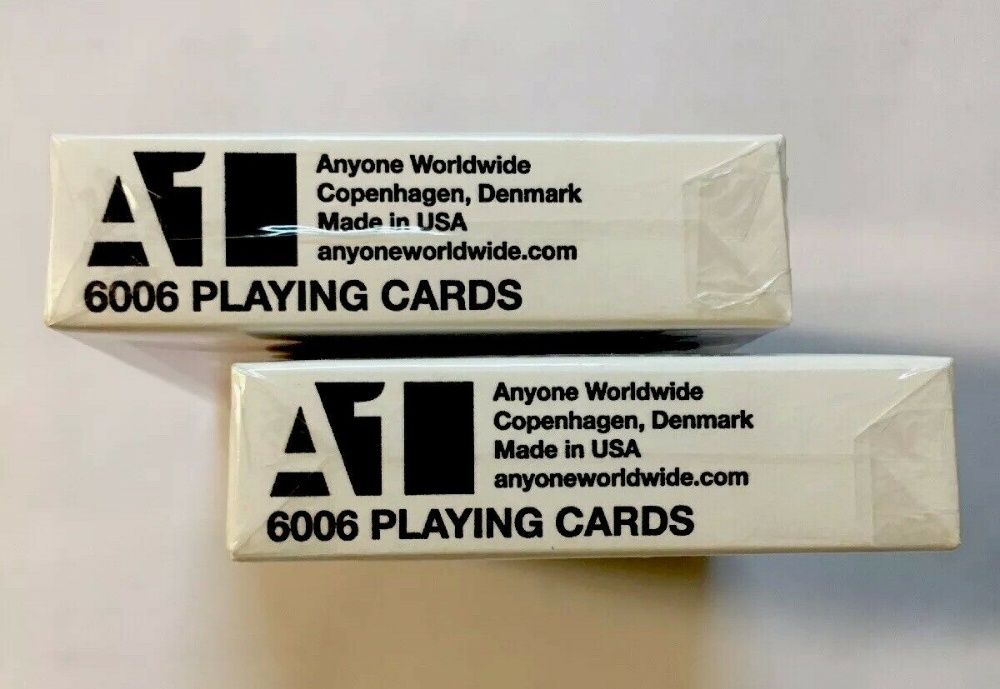 A1
Anyone Worldwide
Copenhagen, Denmark
Made in USA
anyoneworldwide.com
6006 PLAYING CARDS
A1
Anyone Worldwide
Copenhagen, Denmark
Made in USA
anyoneworldwide.com
6006 PLAYING CARDS